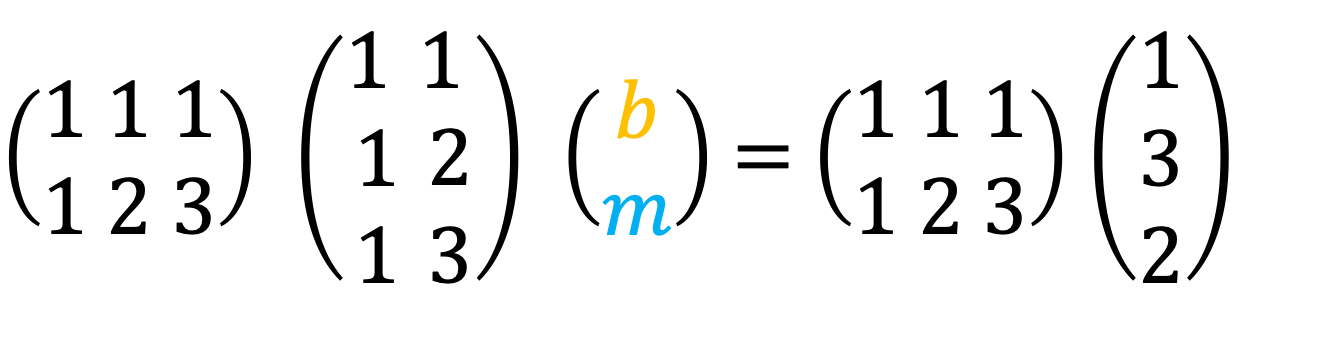 (1 1 1
1 2 3) (1 1
1 2
1 3) (b
m) = (1 1 1
1 2 3) (1
3
2)